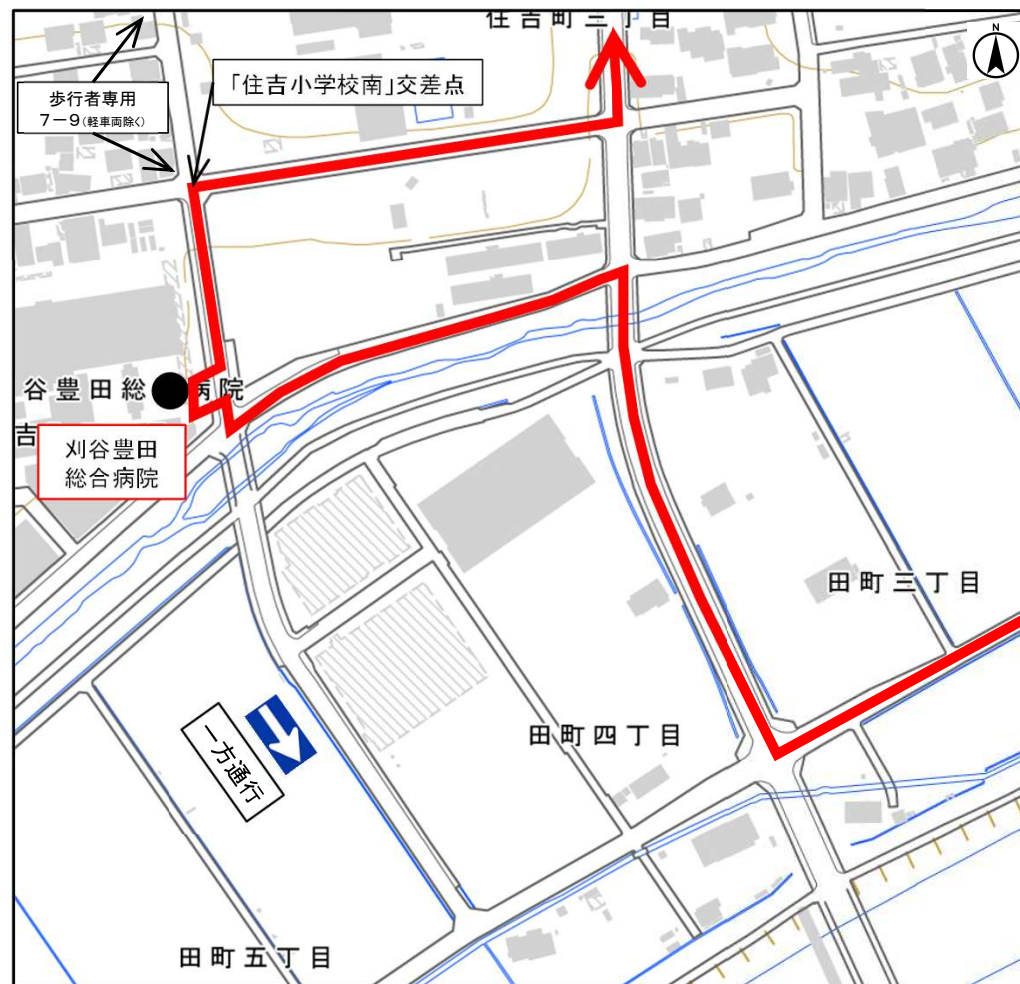 住吉町三丁目
N
「住吉小学校南」交差点
歩行者専用
7－9(軽車両除く)
谷豊田総 病院
吉
刈谷豊田
総合病院
田町三丁目
田町四丁目
一方通行
田町五丁目